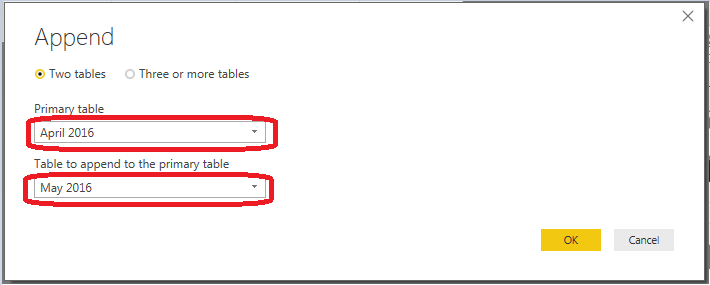 Append
Two tables Three or more tables
Primary table
April 2016
Table to append to the primary table
May 2016
OK Cancel